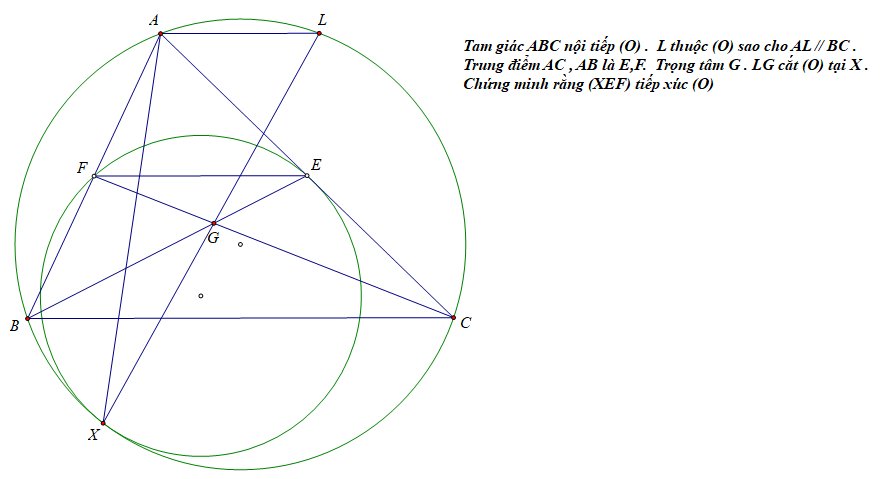 A
L
Tam giác ABC nội tiếp (O) .  L thuộc (O) sao cho AL // BC .
Trung điểm AC , AB là E,F.  Trọng tâm G . LG cắt (O) tại X .
Chứng minh rằng (XEF) tiếp xúc (O)
F
E
G
B
C
X